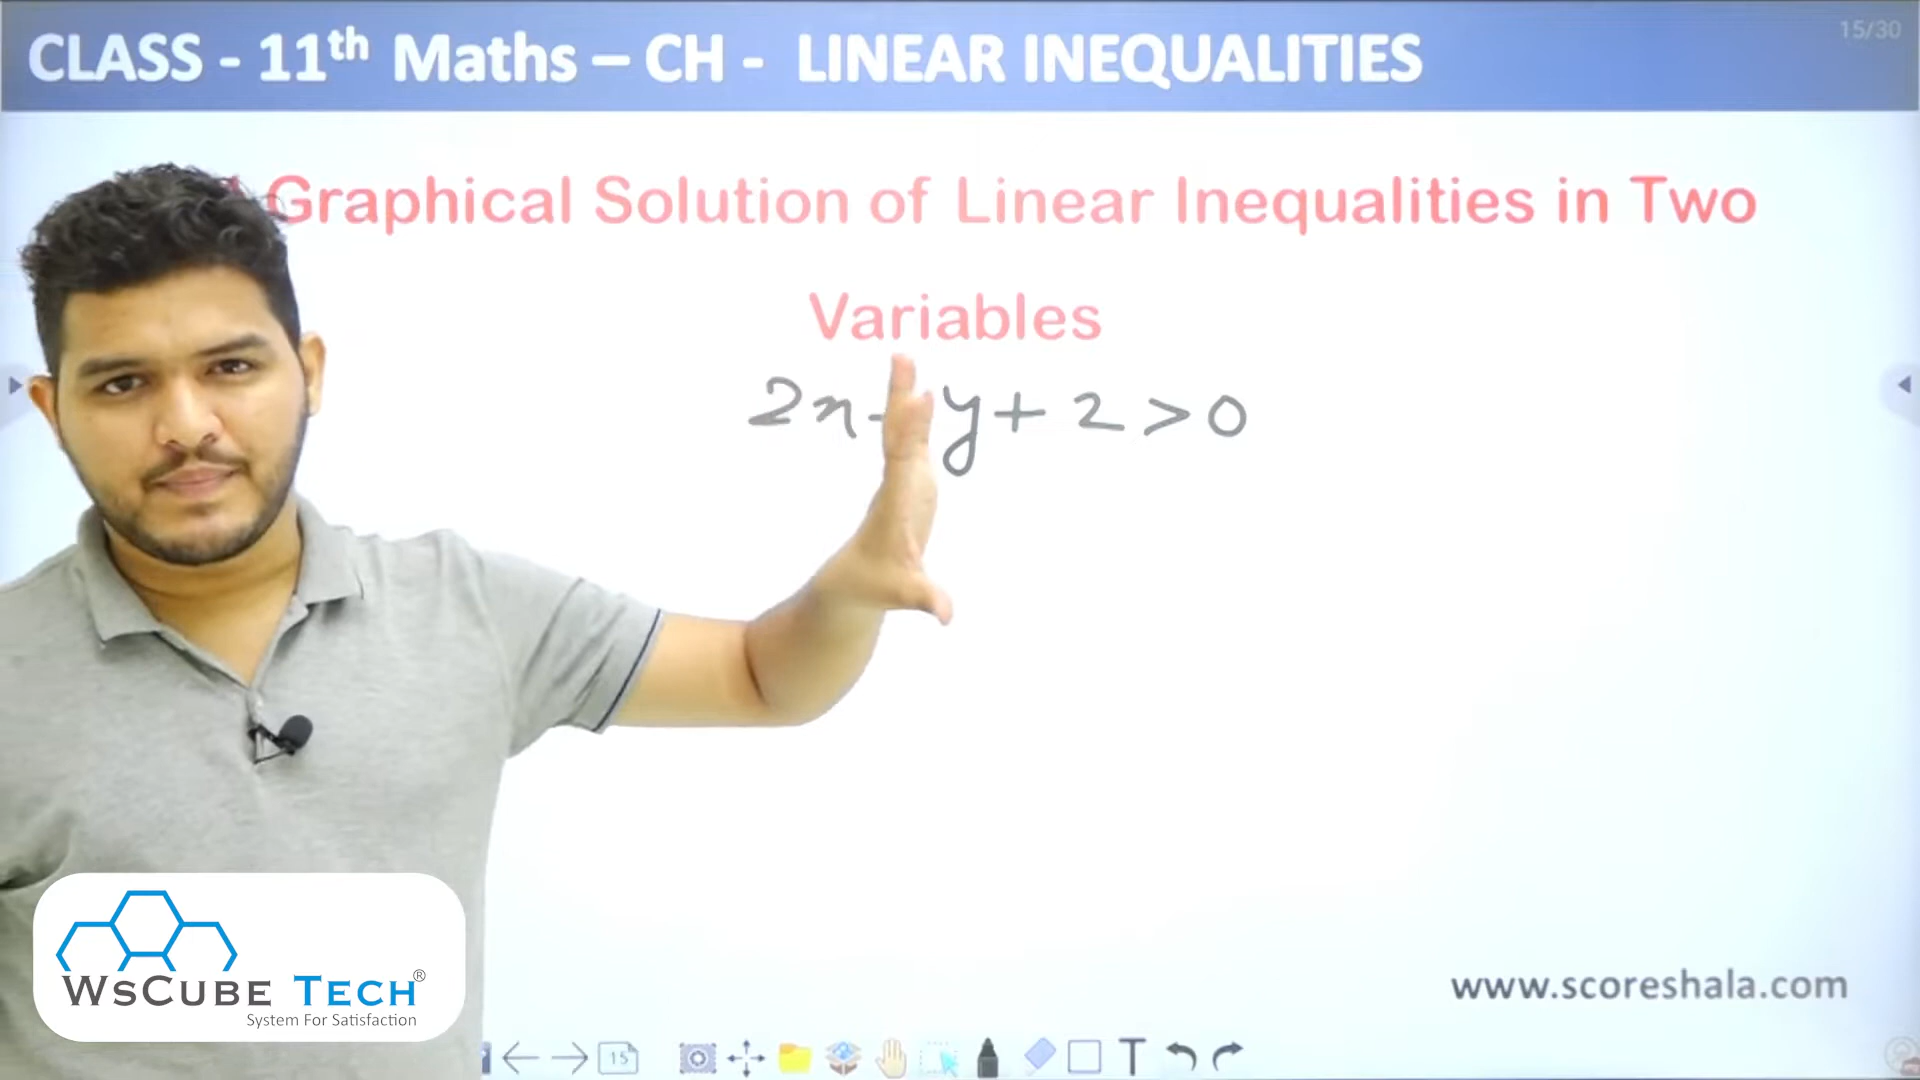 CLASS - 11th Maths – CH - LINEAR INEQUALITIES
15/30
Graphical Solution of Linear Inequalities in Two
Variables
2x y + 2 > 0
WSCUBE TECH®
System For Satisfaction
www.scoreshala.com
15
T